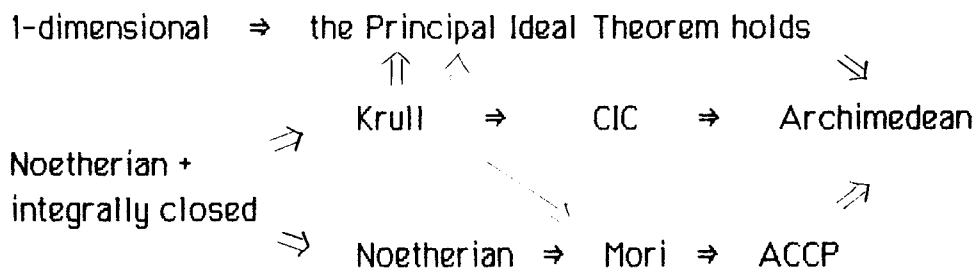 1-dimensional ⇒ the Principal Ideal Theorem holds
Krull ⇒ CIC ⇒ Archimedean
Noetherian +
integrally closed
Noetherian ⇒ Mori ⇒ ACCP